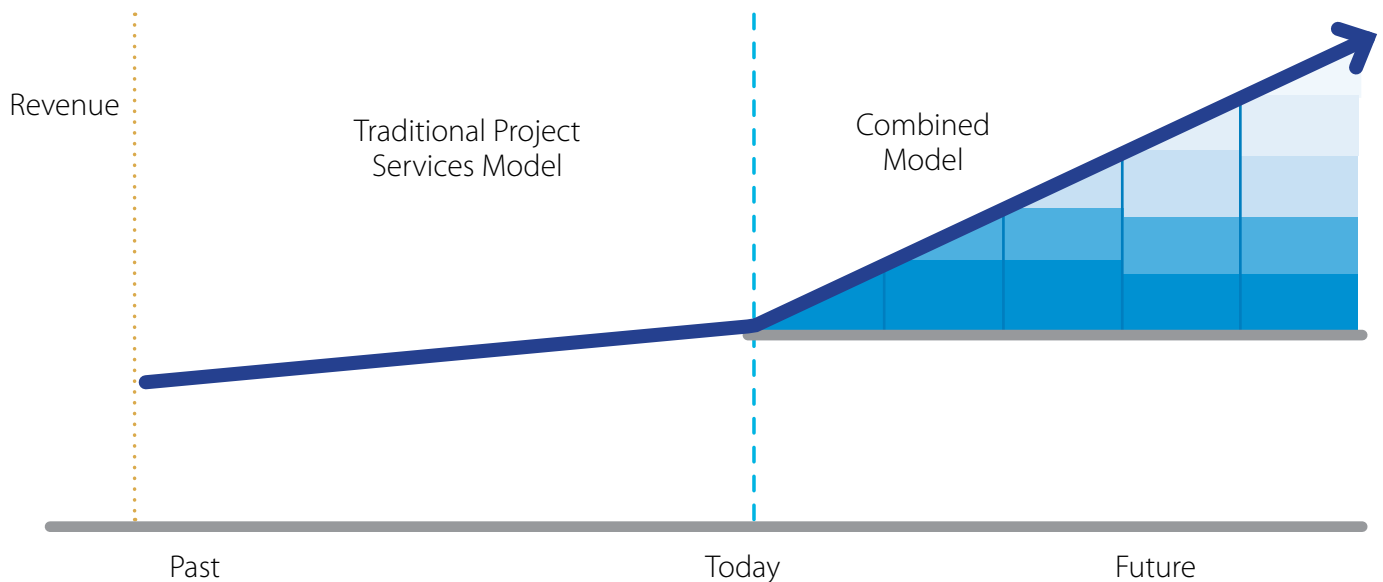 Revenue
Traditional Project
Services Model
Combined
Model
Past
Today
Future